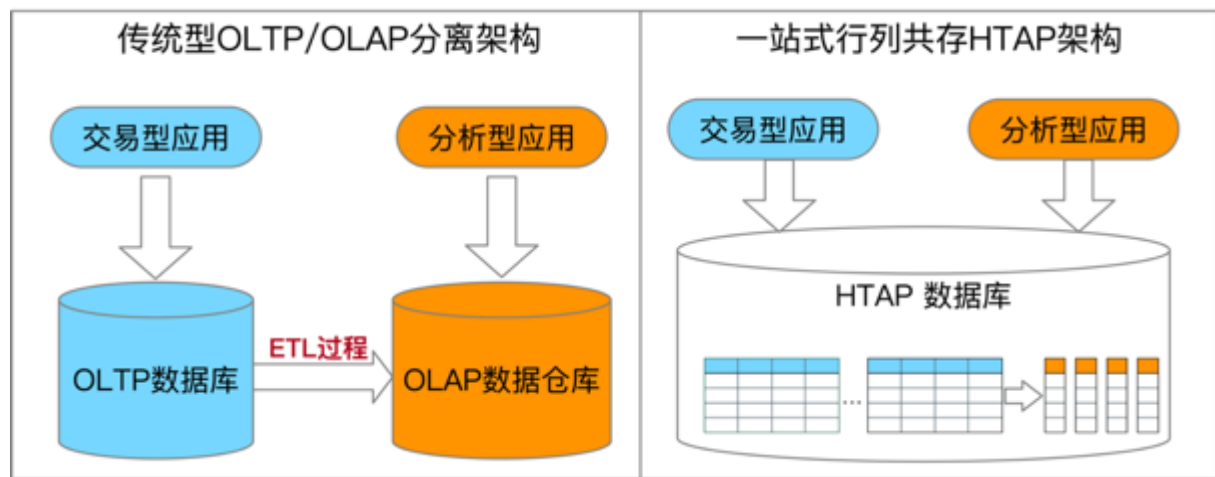 传统型OLTP/OLAP分离架构
交易型应用
分析型应用
ETL过程
OLTP数据库
OLAP数据仓库
一站式行列共存HTAP架构
交易型应用
分析型应用
HTAP 数据库
...